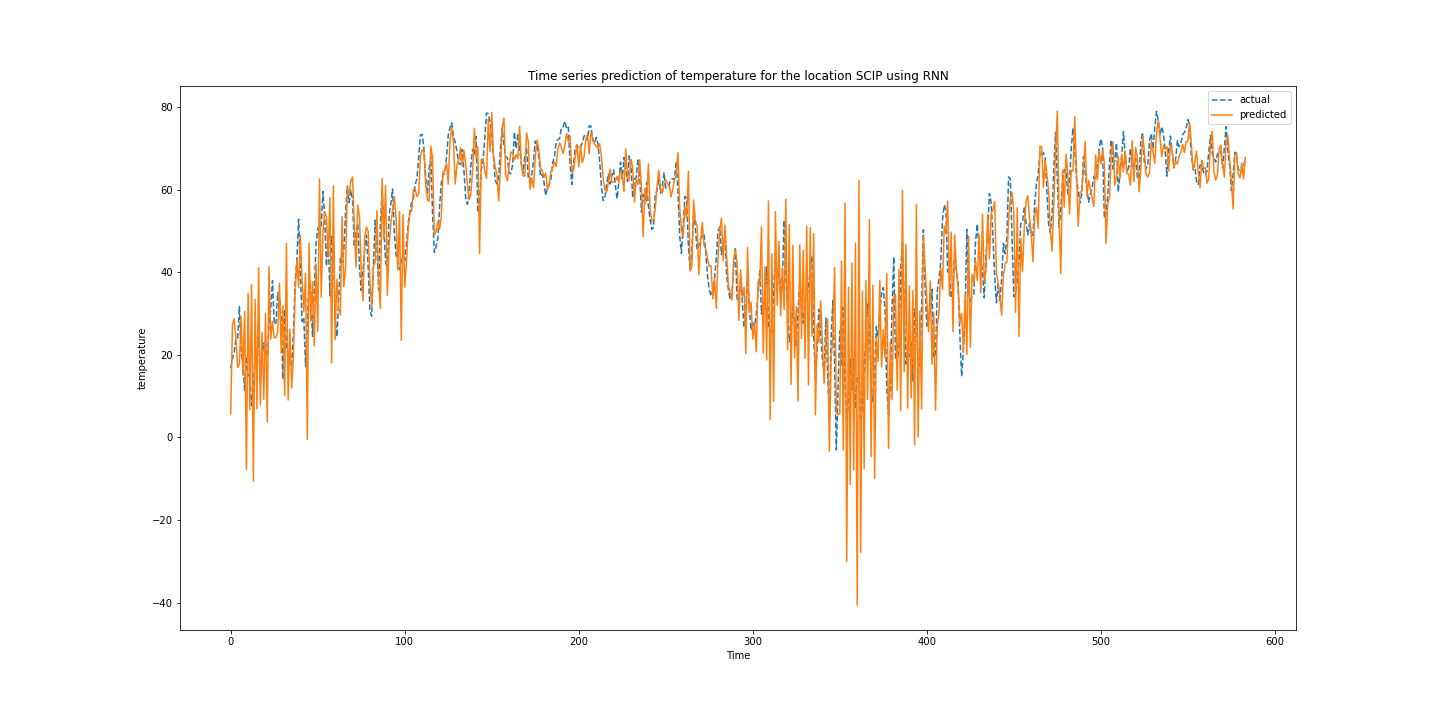 Time series prediction of temperature for the location SCIP using RNN
actual
predicted
80
60
40
20
0
−20
−40
temperature
0
100
200
300
400
500
600
Time